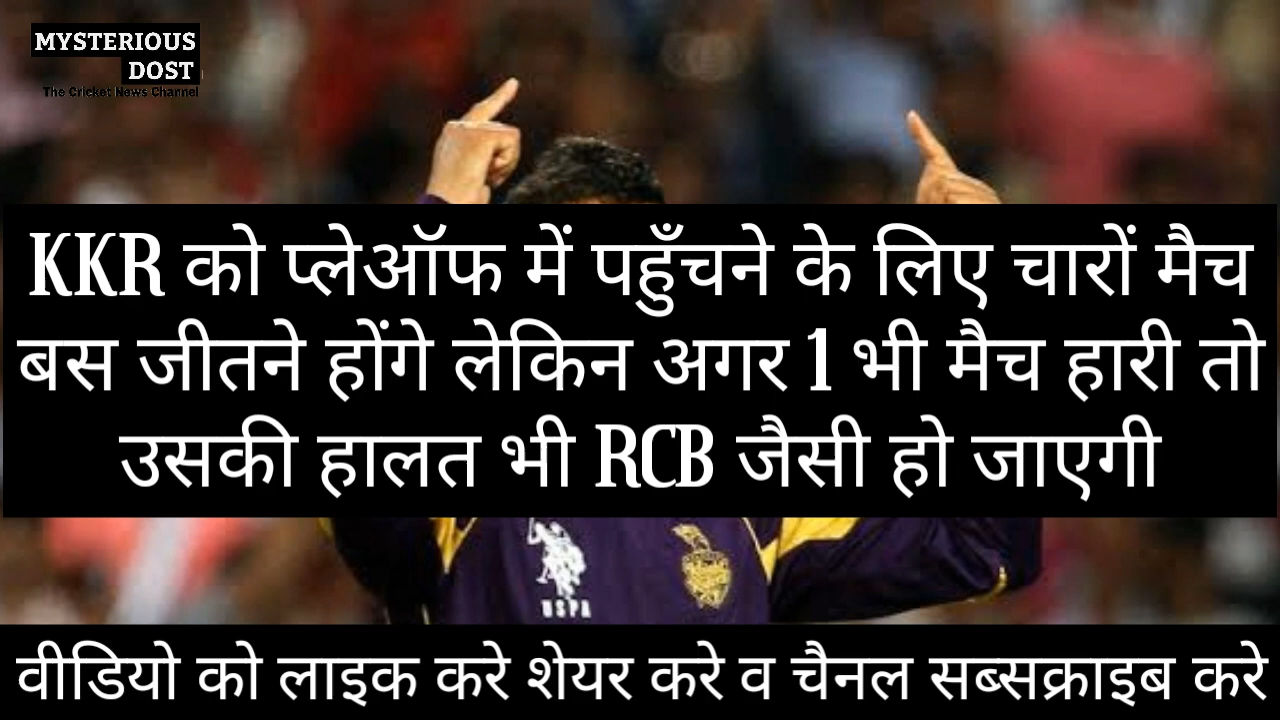 MYSTERIOUS
DOST
The Cricket News Channel
KKR को प्लेऑफ में पहुँचने के लिए चारों मैच
बस जीतने होंगे लेकिन अगर 1 भी मैच हारी तो
उसकी हालत भी RCB जैसी हो जाएगी
USPA
वीडियो को लाइक करे शेयर करे व चैनल सब्सक्राइब करे